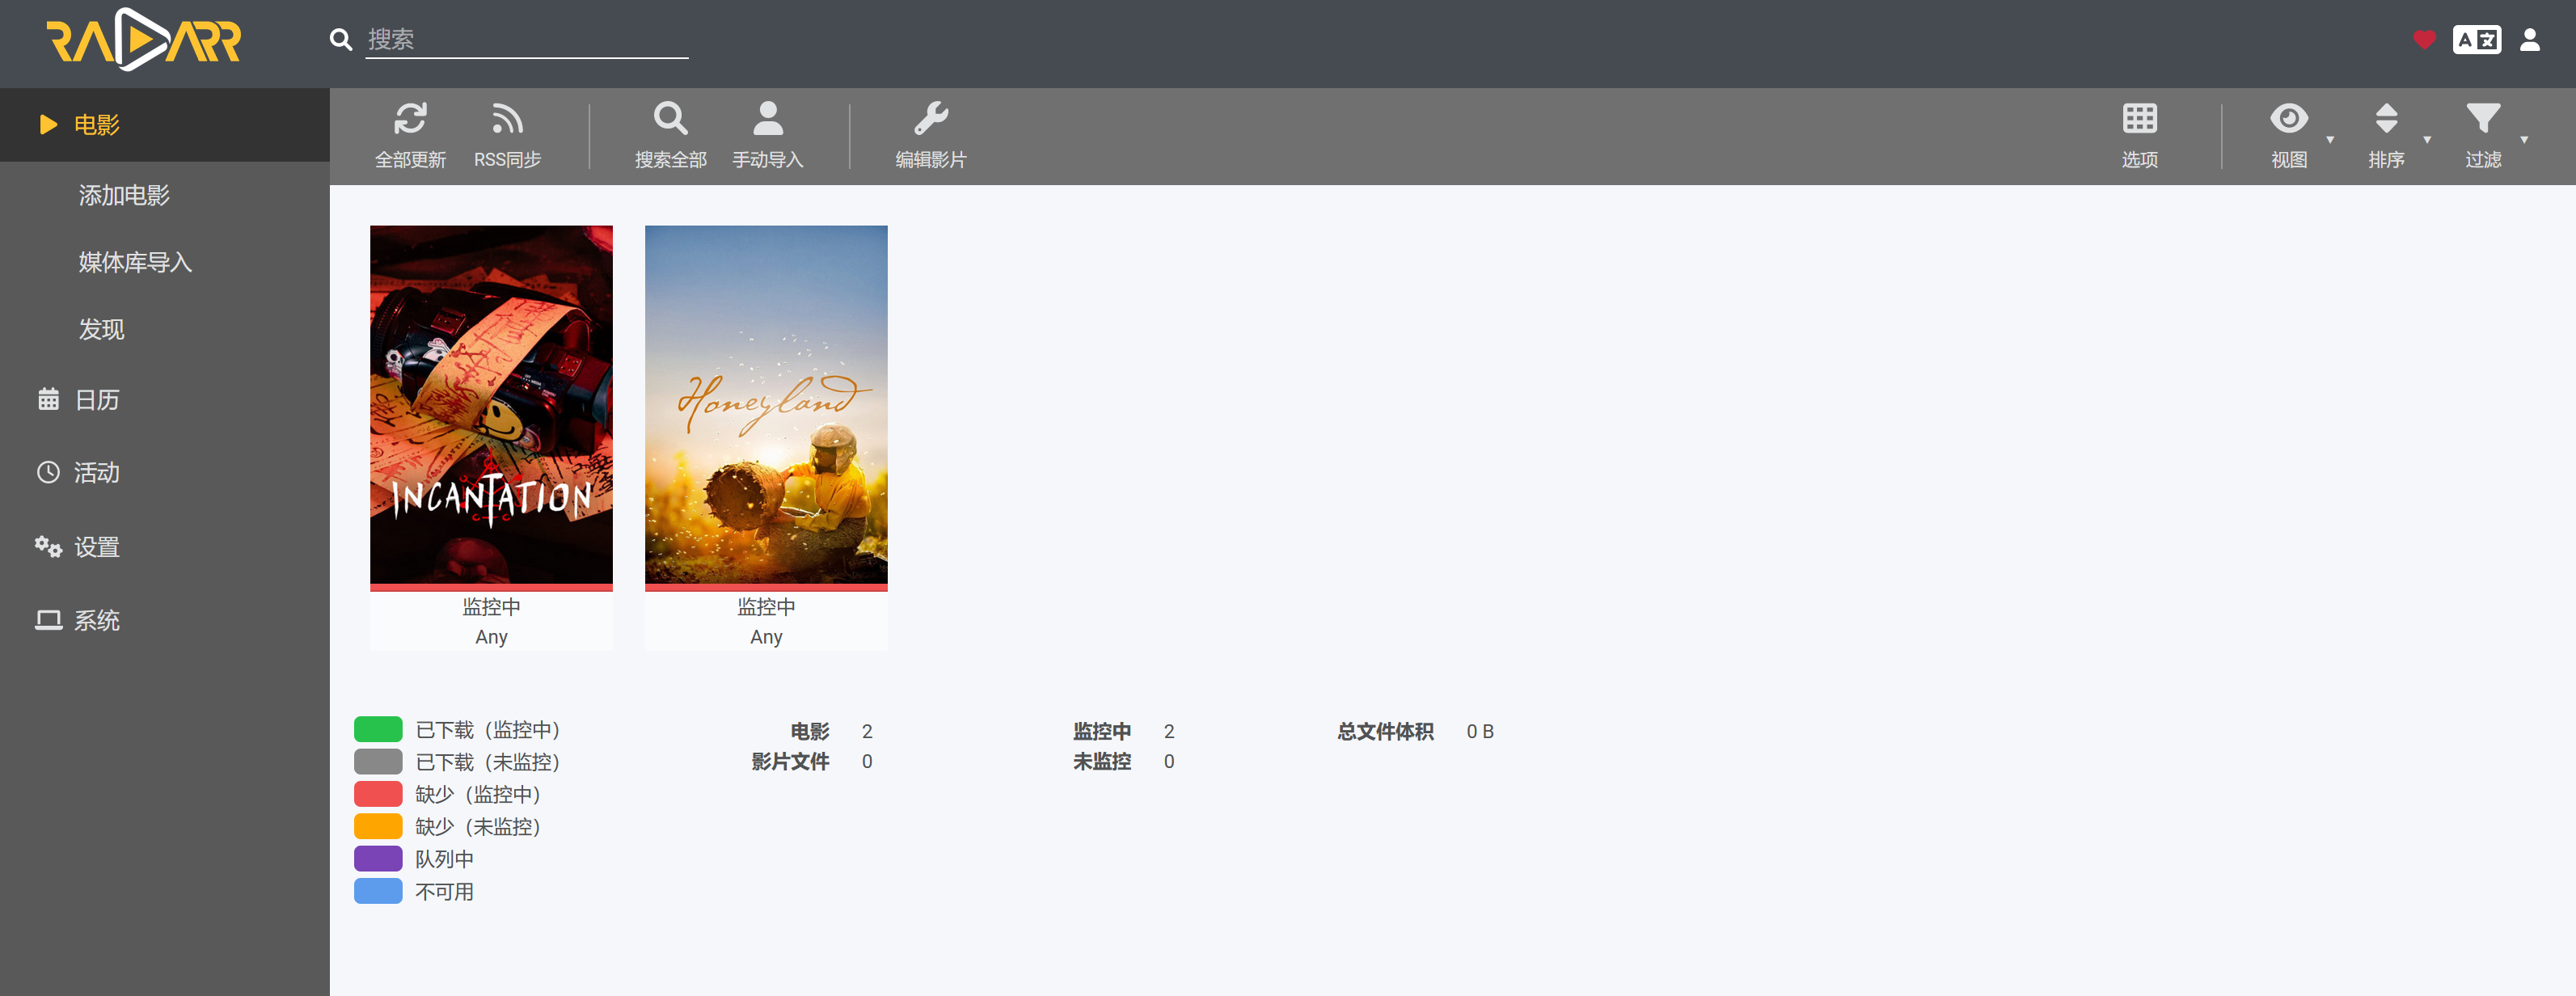 RADARR
搜索
A 文
电影
添加电影
媒体库导入
发现
日历
活动
设置
系统
全部更新
RSS同步
搜索全部
手动导入
编辑影片
选项
视图
排序
过滤
INCANTATION
监控中
Any
Honeyland
监控中
Any
已下载（监控中）
已下载（未监控）
缺少（监控中）
缺少（未监控）
队列中
不可用
电影 2
影片文件 0
监控中 2
未监控 0
总文件体积 0 B